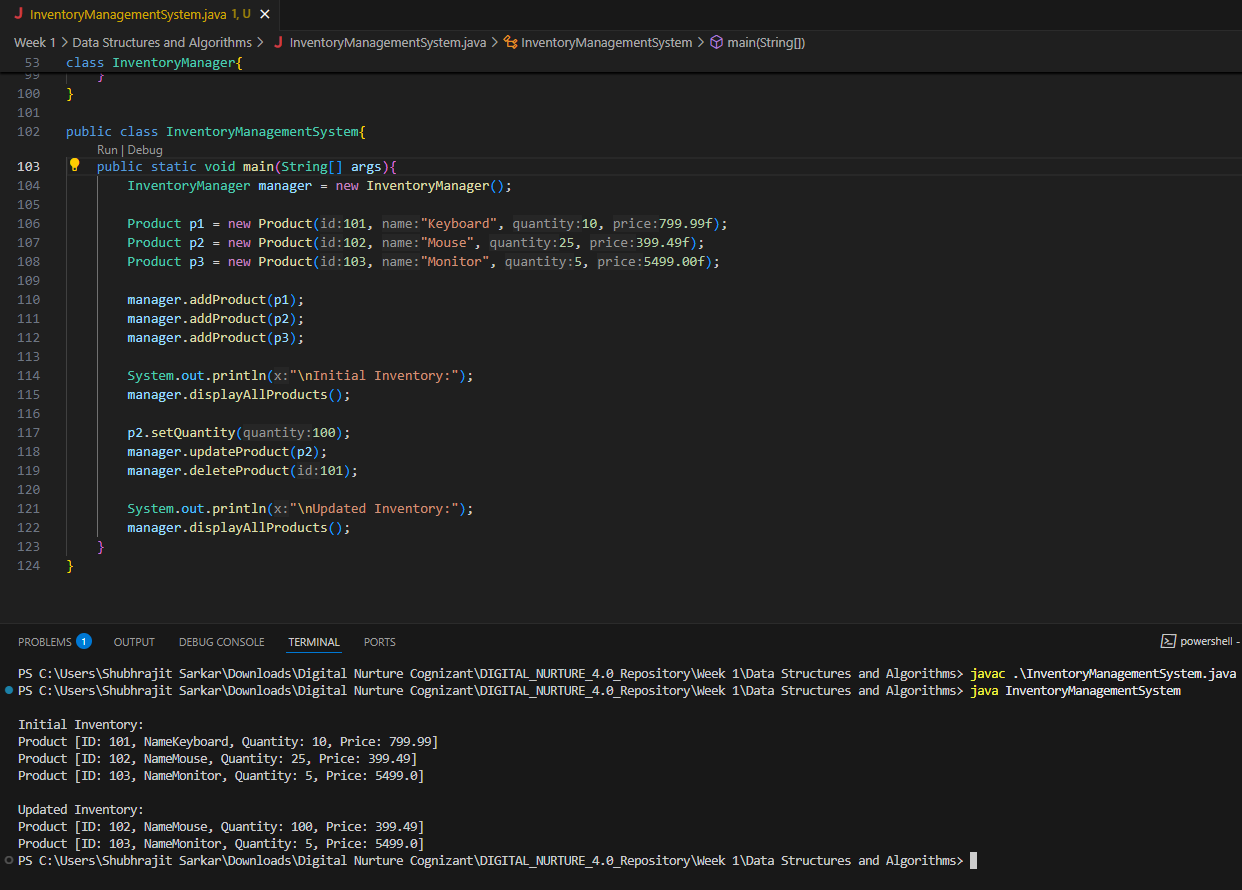 InventoryManagementSystem.java 1, U
Week 1 > Data Structures and Algorithms > InventoryManagementSystem.java > InventoryManagementSystem > main(String[])
53 class InventoryManager{
99 }
100 }
101
102 public class InventoryManagementSystem{
Run | Debug
103 public static void main(String[] args){
104 InventoryManager manager = new InventoryManager();
105
106 Product p1 = new Product(id:101, name:"Keyboard", quantity:10, price:799.99f);
107 Product p2 = new Product(id:102, name:"Mouse", quantity:25, price:399.49f);
108 Product p3 = new Product(id:103, name:"Monitor", quantity:5, price:5499.00f);
109
110 manager.addProduct(p1);
111 manager.addProduct(p2);
112 manager.addProduct(p3);
113
114 System.out.println(x:"\nInitial Inventory:");
115 manager.displayAllProducts();
116
117 p2.setQuantity(quantity:100);
118 manager.updateProduct(p2);
119 manager.deleteProduct(id:101);
120
121 System.out.println(x:"\nUpdated Inventory:");
122 manager.displayAllProducts();
123 }
124 }
PROBLEMS 1 OUTPUT DEBUG CONSOLE TERMINAL PORTS powershell -
PS C:\Users\Shubhrajit Sarkar\Downloads\Digital Nurture Cognizant\DIGITAL_NURTURE_4.0_Repository\Week 1\Data Structures and Algorithms> javac .\InventoryManagementSystem.java
PS C:\Users\Shubhrajit Sarkar\Downloads\Digital Nurture Cognizant\DIGITAL_NURTURE_4.0_Repository\Week 1\Data Structures and Algorithms> java InventoryManagementSystem
Initial Inventory:
Product [ID: 101, NameKeyboard, Quantity: 10, Price: 799.99]
Product [ID: 102, NameMouse, Quantity: 25, Price: 399.49]
Product [ID: 103, NameMonitor, Quantity: 5, Price: 5499.0]
Updated Inventory:
Product [ID: 102, NameMouse, Quantity: 100, Price: 399.49]
Product [ID: 103, NameMonitor, Quantity: 5, Price: 5499.0]
PS C:\Users\Shubhrajit Sarkar\Downloads\Digital Nurture Cognizant\DIGITAL_NURTURE_4.0_Repository\Week 1\Data Structures and Algorithms>